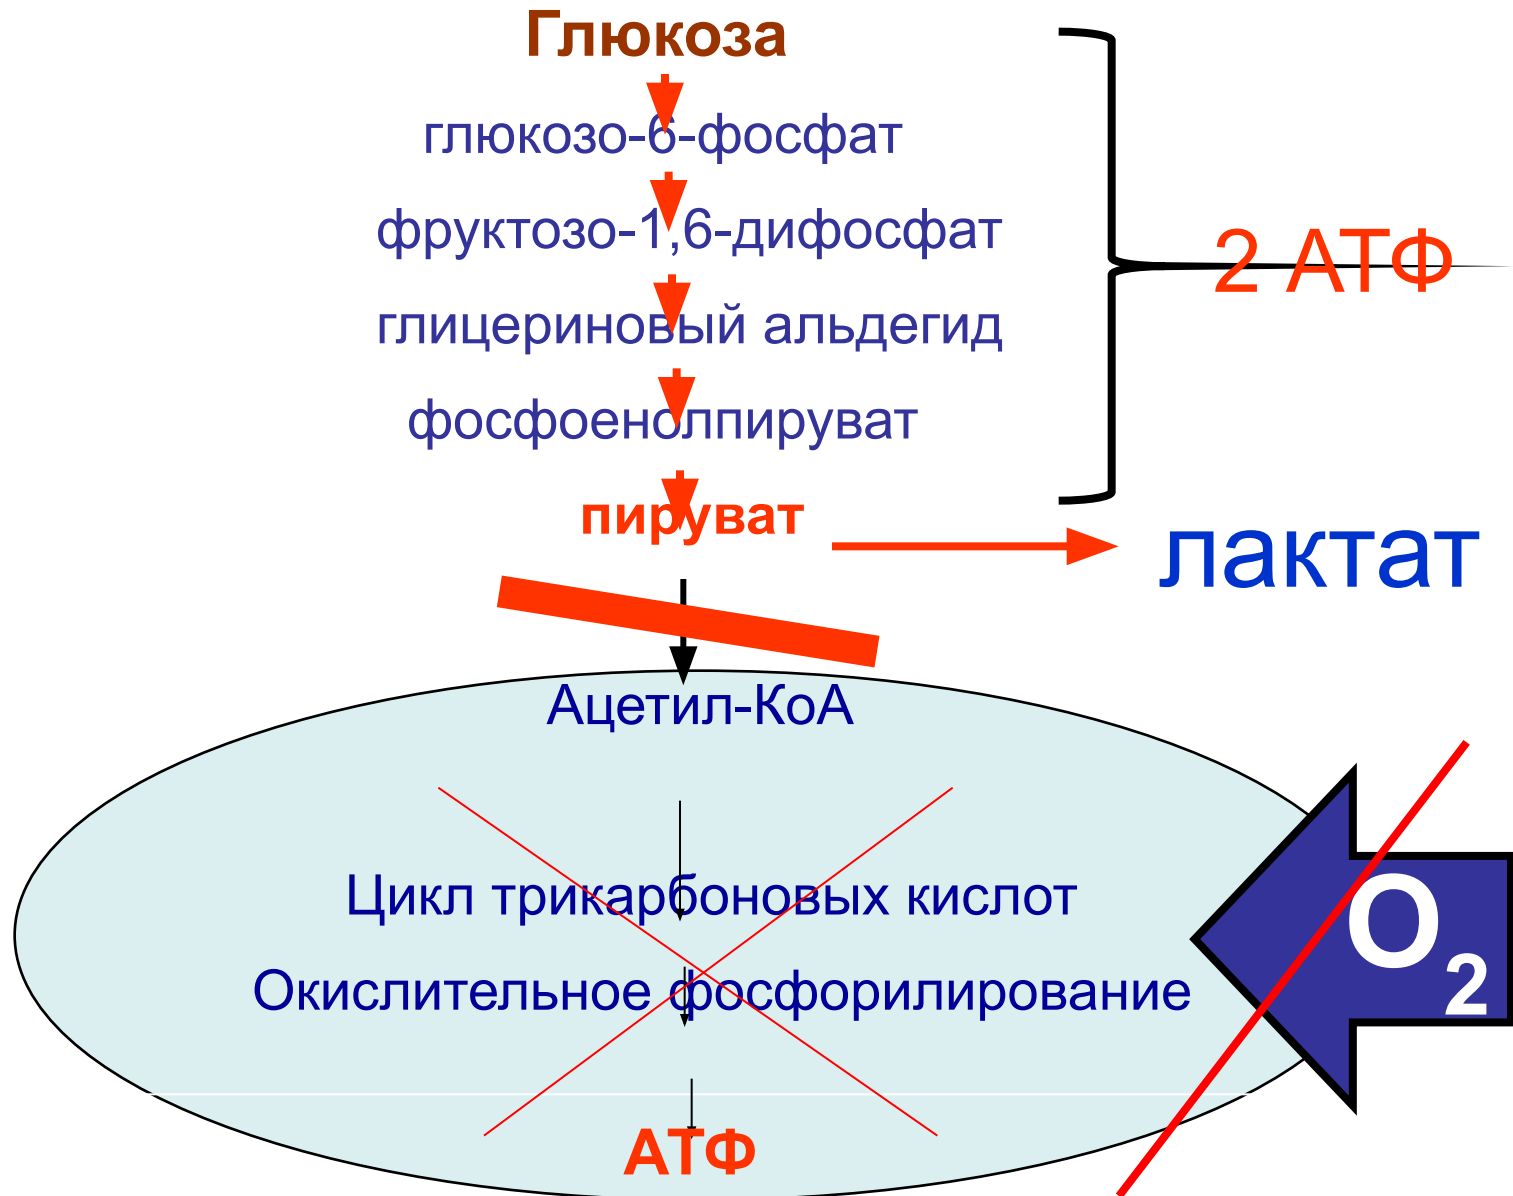 Глюкоза
глюкозо-6-фосфат
фруктозо-1,6-дифосфат
2 АТФ
глицериновый альдегид
фосфоенолпируват
пируват
лактат
Ацетил-КоА
Цикл трикарбоновых кислот
О2
Окислительное фосфорилирование
АТФ